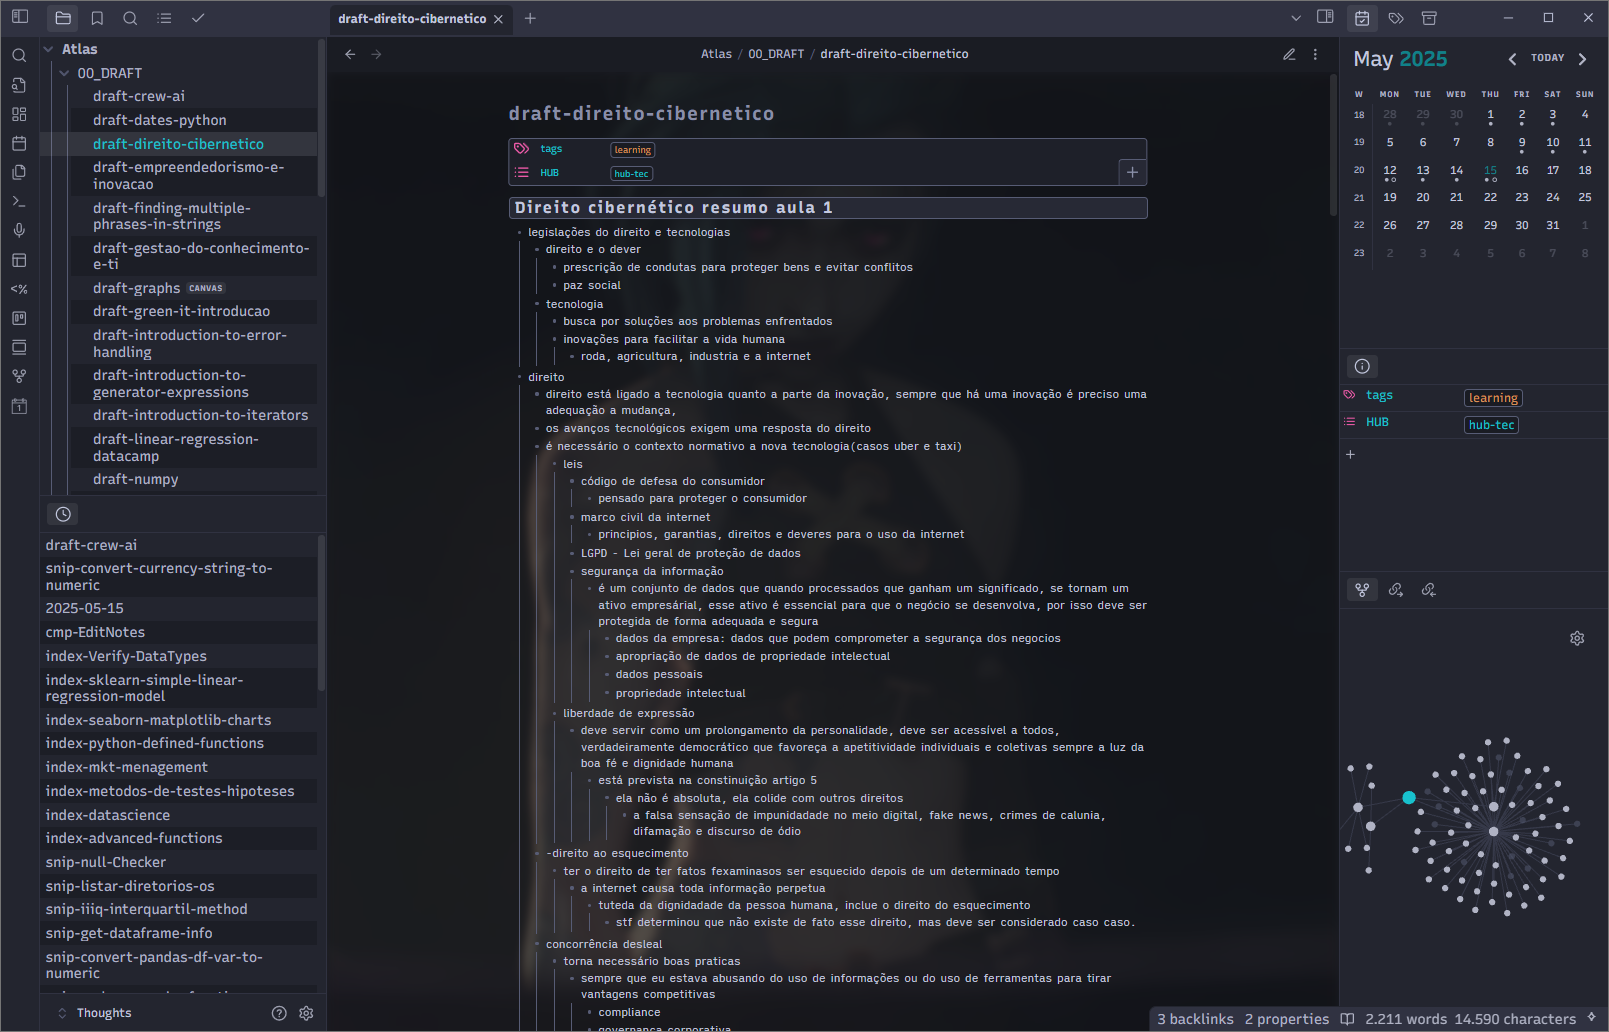 draft-direito-cibernetico
Atlas
00_DRAFT
draft-crew-ai
draft-dates-python
draft-direito-cibernetico
draft-empreendedorismo-e-
inovacao
draft-finding-multiple-
phrases-in-strings
draft-gestao-do-conhecimento-
e-ti
draft-graphs CANVAS
draft-green-it-introducao
draft-introduction-to-error-
handling
draft-introduction-to-
generator-expressions
draft-introduction-to-iterators
draft-linear-regression-
datacamp
draft-numpy
draft-crew-ai
snip-convert-currency-string-to-
numeric
2025-05-15
cmp-EditNotes
index-Verify-DataTypes
index-sklearn-simple-linear-
regression-model
index-seaborn-matplotlib-charts
index-python-defined-functions
index-mkt-menagement
index-metodos-de-testes-hipoteses
index-datascience
index-advanced-functions
snip-null-Checker
snip-listar-diretorios-os
snip-iiiq-interquartil-method
snip-get-dataframe-info
snip-convert-pandas-df-var-to-
numeric
Thoughts
Atlas / 00_DRAFT / draft-direito-cibernetico
draft-direito-cibernetico
tags learning
HUB hub-tec
Direito cibernético resumo aula 1
legislações do direito e tecnologias
direito e o dever
prescrição de condutas para proteger bens e evitar conflitos
paz social
tecnologia
busca por soluções aos problemas enfrentados
inovações para facilitar a vida humana
roda, agricultura, industria e a internet
direito
direito está ligado a tecnologia quanto a parte da inovação, sempre que há uma inovação é preciso uma
adequação a mudança,
os avanços tecnológicos exigem uma resposta do direito
é necessário o contexto normativo a nova tecnologia(casos uber e taxi)
leis
código de defesa do consumidor
pensado para proteger o consumidor
marco civil da internet
principios, garantias, direitos e deveres para o uso da internet
LGPD - Lei geral de proteção de dados
segurança da informação
é um conjunto de dados que quando processados que ganham um significado, se tornam um
ativo empresárial, esse ativo é essencial para que o negócio se desenvolva, por isso deve ser
protegida de forma adequada e segura
dados da empresa: dados que podem comprometer a segurança dos negocios
apropriação de dados de propriedade intelectual
dados pessoais
propriedade intelectual
liberdade de expressão
deve servir como um prolongamento da personalidade, deve ser acessível a todos,
verdadeiramente democrático que favoreça a apetitividade individuais e coletivas sempre a luz da
boa fé e dignidade humana
está prevista na constinuição artigo 5
ela não é absoluta, ela colide com outros direitos
a falsa sensação de impunidadade no meio digital, fake news, crimes de calunia,
difamação e discurso de ódio
-direito ao esquecimento
ter o direito de ter fatos fexaminasos ser esquecido depois de um determinado tempo
a internet causa toda informação perpetua
tuteda da dignidadade da pessoa humana, inclue o direito do esquecimento
stf determinou que não existe de fato esse direito, mas deve ser considerado caso caso.
concorrência desleal
torna necessário boas praticas
sempre que eu estava abusando do uso de informações ou do uso de ferramentas para tirar
vantagens competitivas
compliance
governança corporativa
May 2025 TODAY
W MON TUE WED THU FRI SAT SUN
18 28 29 30 1 2 3 4
19 5 6 7 8 9 10 11
20 12 13 14 15 16 17 18
21 19 20 21 22 23 24 25
22 26 27 28 29 30 31 1
23 2 3 4 5 6 7 8
tags learning
HUB hub-tec
3 backlinks 2 properties 2.211 words 14.590 characters